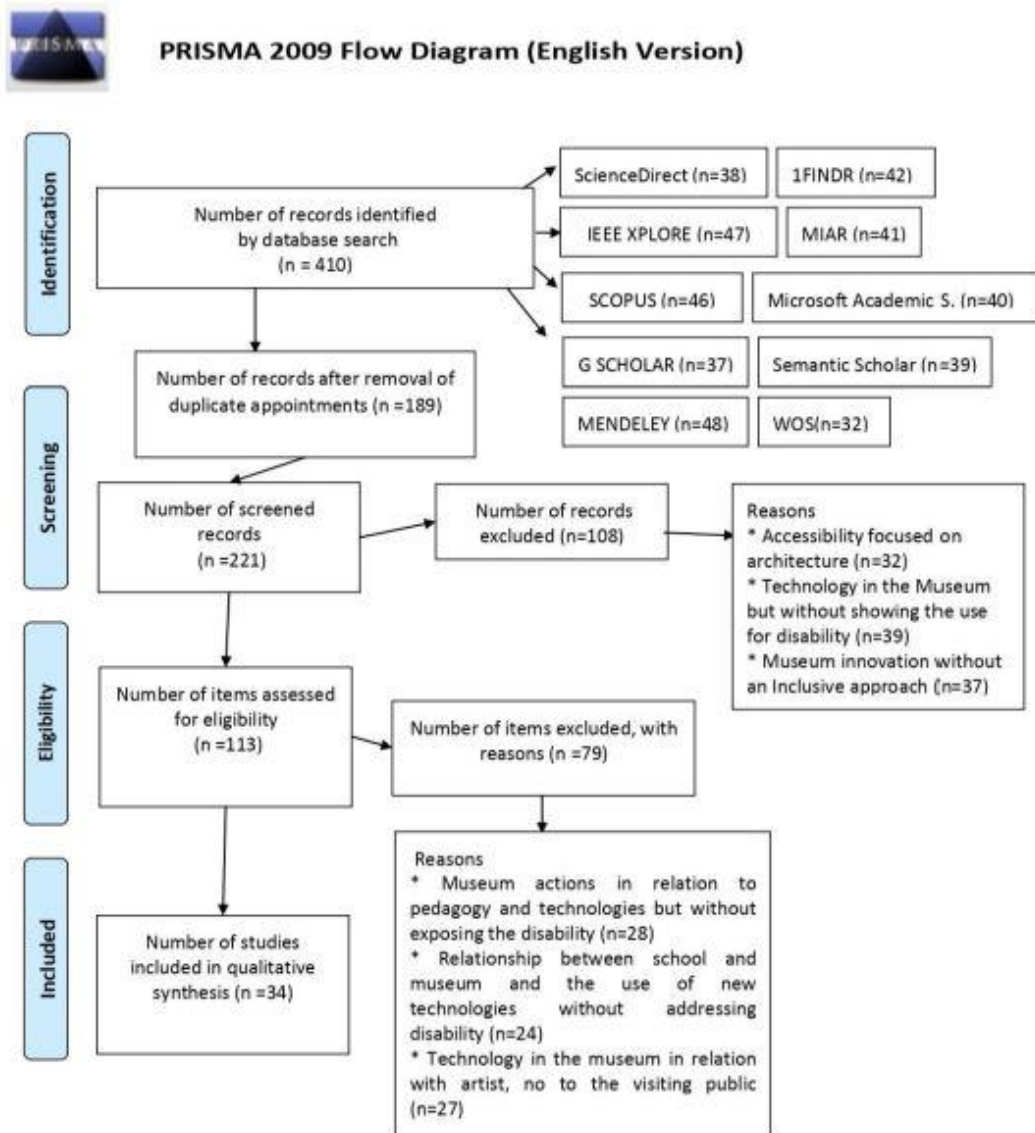 PRISMA
PRISMA 2009 Flow Diagram (English Version)
Identification
Number of records identified
by database search
(n = 410)
ScienceDirect (n=38)
1FINDR (n=42)
IEEE XPLORE (n=47)
MIAR (n=41)
SCOPUS (n=46)
Microsoft Academic S. (n=40)
G SCHOLAR (n=37)
Semantic Scholar (n=39)
MENDELEY (n=48)
WOS(n=32)
Number of records after removal of
duplicate appointments (n =189)
Screening
Number of screened
records
(n =221)
Number of records
excluded (n=108)
Reasons
* Accessibility focused on
architecture (n=32)
* Technology in the Museum
but without showing the use
for disability (n=39)
* Museum innovation without
an Inclusive approach (n=37)
Eligibility
Number of items assessed
for eligibility
(n =113)
Number of items excluded, with
reasons (n =79)
Reasons
* Museum actions in relation to
pedagogy and technologies but without
exposing the disability (n=28)
* Relationship between school and
museum and the use of new
technologies without addressing
disability (n=24)
* Technology in the museum in relation
with artist, no to the visiting public
(n=27)
Included
Number of studies
included in qualitative
synthesis (n =34)